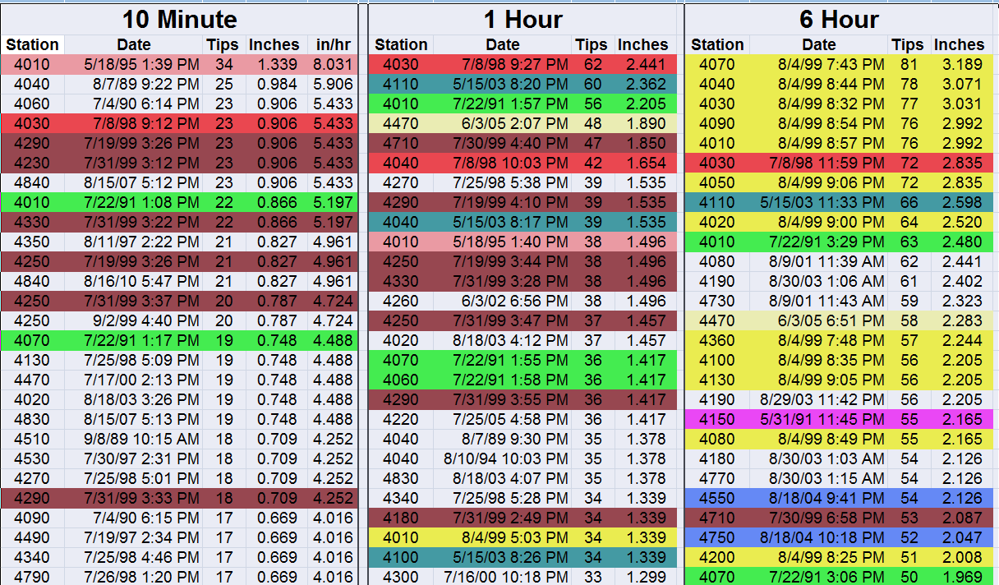 10 Minute 1 Hour 6 Hour
Station Date Tips Inches in/hr Station Date Tips Inches Station Date Tips Inches
4010 5/18/95 1:39 PM 34 1.339 8.031 4030 7/8/98 9:27 PM 62 2.441 4070 8/4/99 7:43 PM 81 3.189
4040 8/7/89 9:22 PM 25 0.984 5.906 4110 5/15/03 8:20 PM 60 2.362 4040 8/4/99 8:44 PM 78 3.071
4060 7/4/90 6:14 PM 23 0.906 5.433 4010 7/22/91 1:57 PM 56 2.205 4030 8/4/99 8:32 PM 77 3.031
4030 7/8/98 9:12 PM 23 0.906 5.433 4470 6/3/05 2:07 PM 48 1.890 4090 8/4/99 8:54 PM 76 2.992
4290 7/19/99 3:26 PM 23 0.906 5.433 4710 7/30/99 4:40 PM 47 1.850 4010 8/4/99 8:57 PM 76 2.992
4230 7/31/99 3:12 PM 23 0.906 5.433 4040 7/8/98 10:03 PM 42 1.654 4030 7/8/98 11:59 PM 72 2.835
4840 8/15/07 5:12 PM 23 0.906 5.433 4270 7/25/98 5:38 PM 39 1.535 4050 8/4/99 9:06 PM 72 2.835
4010 7/22/91 1:08 PM 22 0.866 5.197 4290 7/19/99 4:10 PM 39 1.535 4110 5/15/03 11:33 PM 66 2.598
4330 7/31/99 3:22 PM 22 0.866 5.197 4040 5/15/03 8:17 PM 39 1.535 4020 8/4/99 9:00 PM 64 2.520
4350 8/11/97 2:22 PM 21 0.827 4.961 4010 5/18/95 1:40 PM 38 1.496 4010 7/22/91 3:29 PM 63 2.480
4250 7/19/99 3:26 PM 21 0.827 4.961 4250 7/19/99 3:44 PM 38 1.496 4080 8/9/01 11:39 AM 62 2.441
4840 8/16/10 5:47 PM 21 0.827 4.961 4330 7/31/99 3:28 PM 38 1.496 4190 8/30/03 1:06 AM 61 2.402
4250 7/31/99 3:37 PM 20 0.787 4.724 4260 6/3/02 6:56 PM 38 1.496 4730 8/9/01 11:43 AM 59 2.323
4250 9/2/99 4:40 PM 20 0.787 4.724 4250 7/31/99 3:47 PM 37 1.457 4470 6/3/05 6:51 PM 58 2.283
4070 7/22/91 1:17 PM 19 0.748 4.488 4020 8/18/03 4:12 PM 37 1.457 4360 8/4/99 7:48 PM 57 2.244
4130 7/25/98 5:09 PM 19 0.748 4.488 4070 7/22/91 1:55 PM 36 1.417 4100 8/4/99 8:35 PM 56 2.205
4470 7/17/00 2:13 PM 19 0.748 4.488 4060 7/22/91 1:58 PM 36 1.417 4130 8/4/99 9:05 PM 56 2.205
4020 8/18/03 3:26 PM 19 0.748 4.488 4290 7/31/99 3:55 PM 36 1.417 4190 8/29/03 11:42 PM 56 2.205
4830 8/15/07 5:13 PM 19 0.748 4.488 4220 7/25/05 4:58 PM 36 1.417 4150 5/31/91 11:45 PM 55 2.165
4510 9/8/89 10:15 AM 18 0.709 4.252 4040 8/7/89 9:30 PM 35 1.378 4080 8/4/99 8:49 PM 55 2.165
4530 7/30/97 2:31 PM 18 0.709 4.252 4040 8/10/94 10:03 PM 35 1.378 4180 8/30/03 1:03 AM 54 2.126
4270 7/25/98 5:01 PM 18 0.709 4.252 4830 8/18/03 4:07 PM 35 1.378 4770 8/30/03 1:15 AM 54 2.126
4290 7/31/99 3:33 PM 18 0.709 4.252 4340 7/25/98 5:28 PM 34 1.339 4550 8/18/04 9:41 PM 54 2.126
4090 7/4/90 6:15 PM 17 0.669 4.016 4180 7/31/99 2:49 PM 34 1.339 4710 7/30/99 6:58 PM 53 2.087
4490 7/19/97 2:34 PM 17 0.669 4.016 4010 8/4/99 5:03 PM 34 1.339 4750 8/18/04 10:18 PM 52 2.047
4340 7/25/98 4:46 PM 17 0.669 4.016 4100 5/15/03 8:26 PM 34 1.339 4200 8/4/99 8:25 PM 51 2.008
4790 7/26/98 1:20 PM 17 0.669 4.016 4300 7/16/00 10:18 PM 33 1.299 4070 7/22/91 3:06 PM 50 1.969